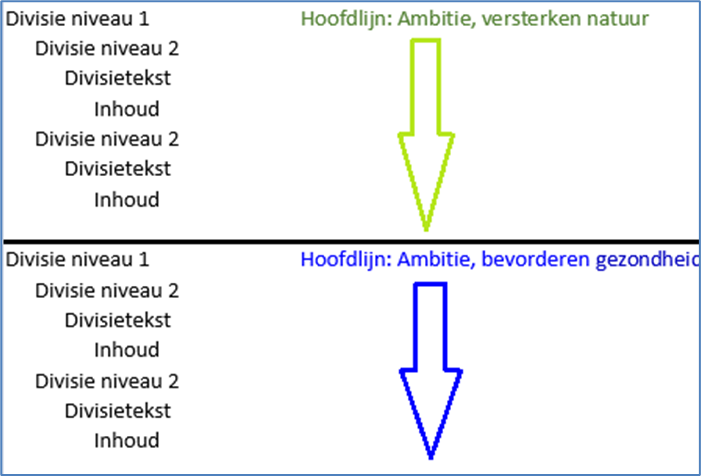 Divisie niveau 1 Hoofdlijn: Ambitie, versterken natuur
Divisie niveau 2
Divisietekst
Inhoud
Divisie niveau 2
Divisietekst
Inhoud
Divisie niveau 1 Hoofdlijn: Ambitie, bevorderen gezondheid
Divisie niveau 2
Divisietekst
Inhoud
Divisie niveau 2
Divisietekst
Inhoud